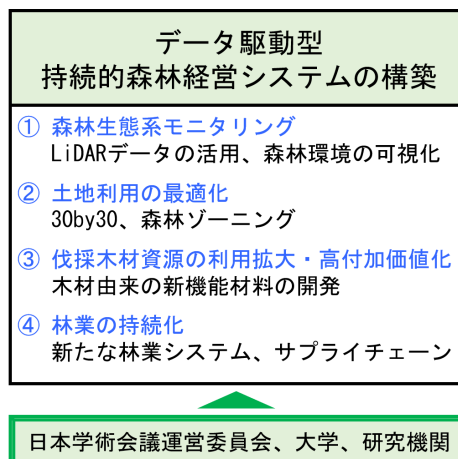 データ駆動型
持続的森林経営システムの構築
① 森林生態系モニタリング
LiDARデータの活用、森林環境の可視化
② 土地利用の最適化
30by30、森林ゾーニング
③ 伐採木材資源の利用拡大・高付加価値化
木材由来の新機能材料の開発
④ 林業の持続化
新たな林業システム、サプライチェーン
日本学術会議運営委員会、大学、研究機関